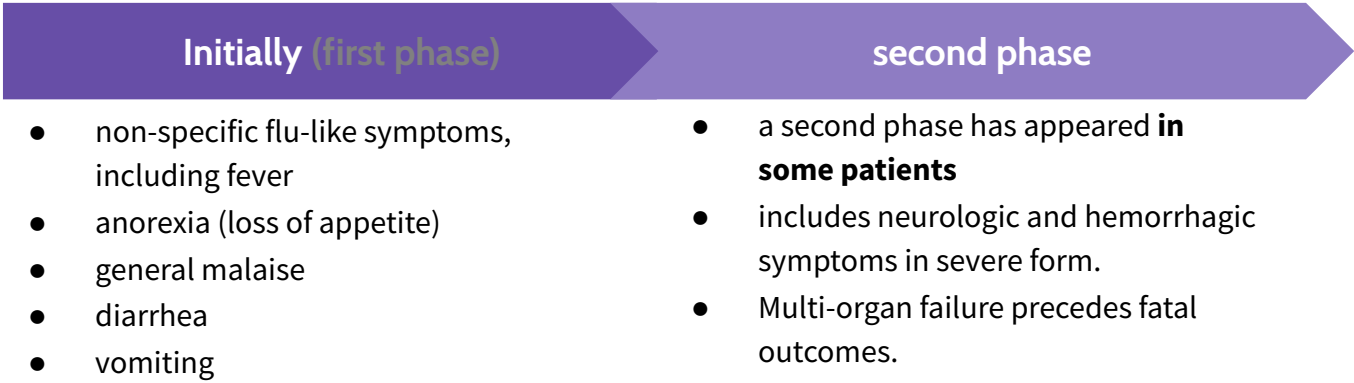 Initially (first phase)
● non-specific flu-like symptoms,
including fever
● anorexia (loss of appetite)
● general malaise
● diarrhea
● vomiting
second phase
● a second phase has appeared in
some patients
● includes neurologic and hemorrhagic
symptoms in severe form.
● Multi-organ failure precedes fatal
outcomes.